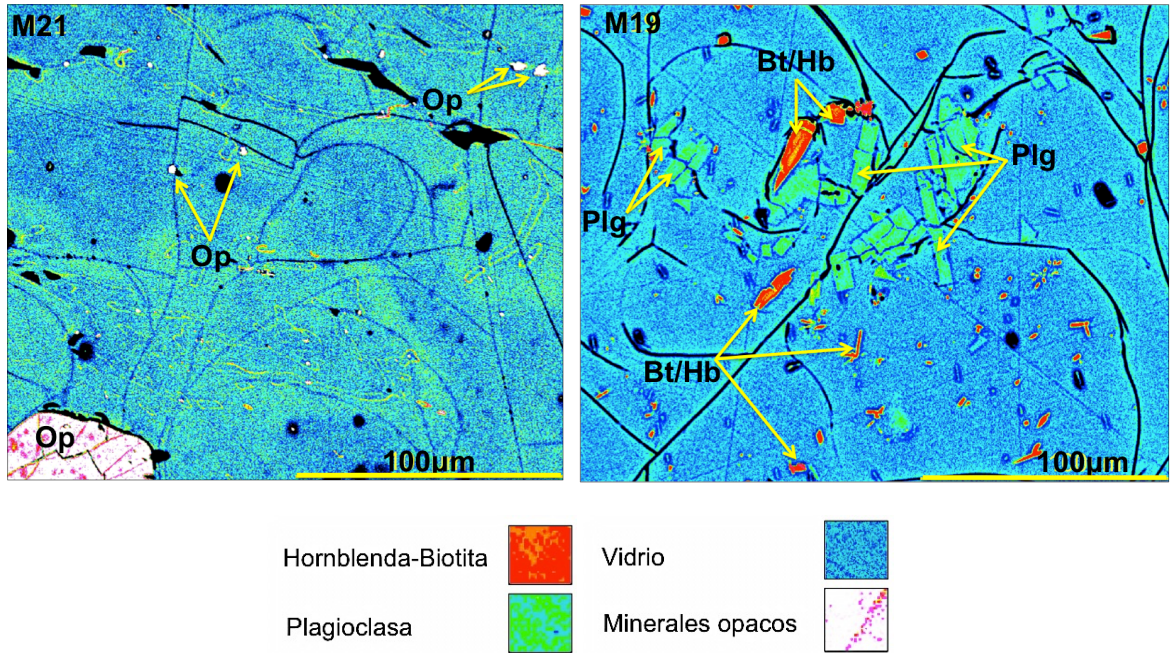 M21
Op
Op
Op
100µm
M19
Bt/Hb
Plg
Plg
Bt/Hb
100µm
Hornblenda-Biotita
Vidrio
Plagioclasa
Minerales opacos